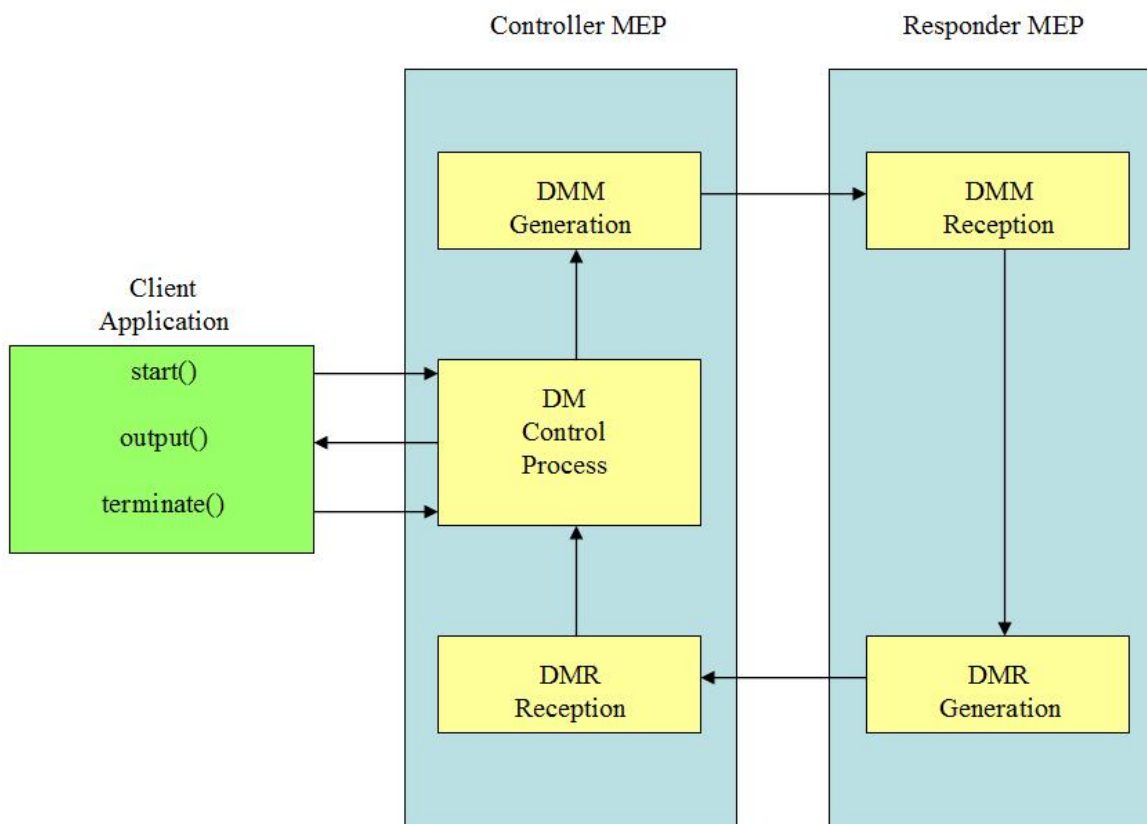 Controller MEP
Responder MEP
DMM
Generation
DMM
Reception
Client
Application
start()
output()
terminate()
DM
Control
Process
DMR
Reception
DMR
Generation